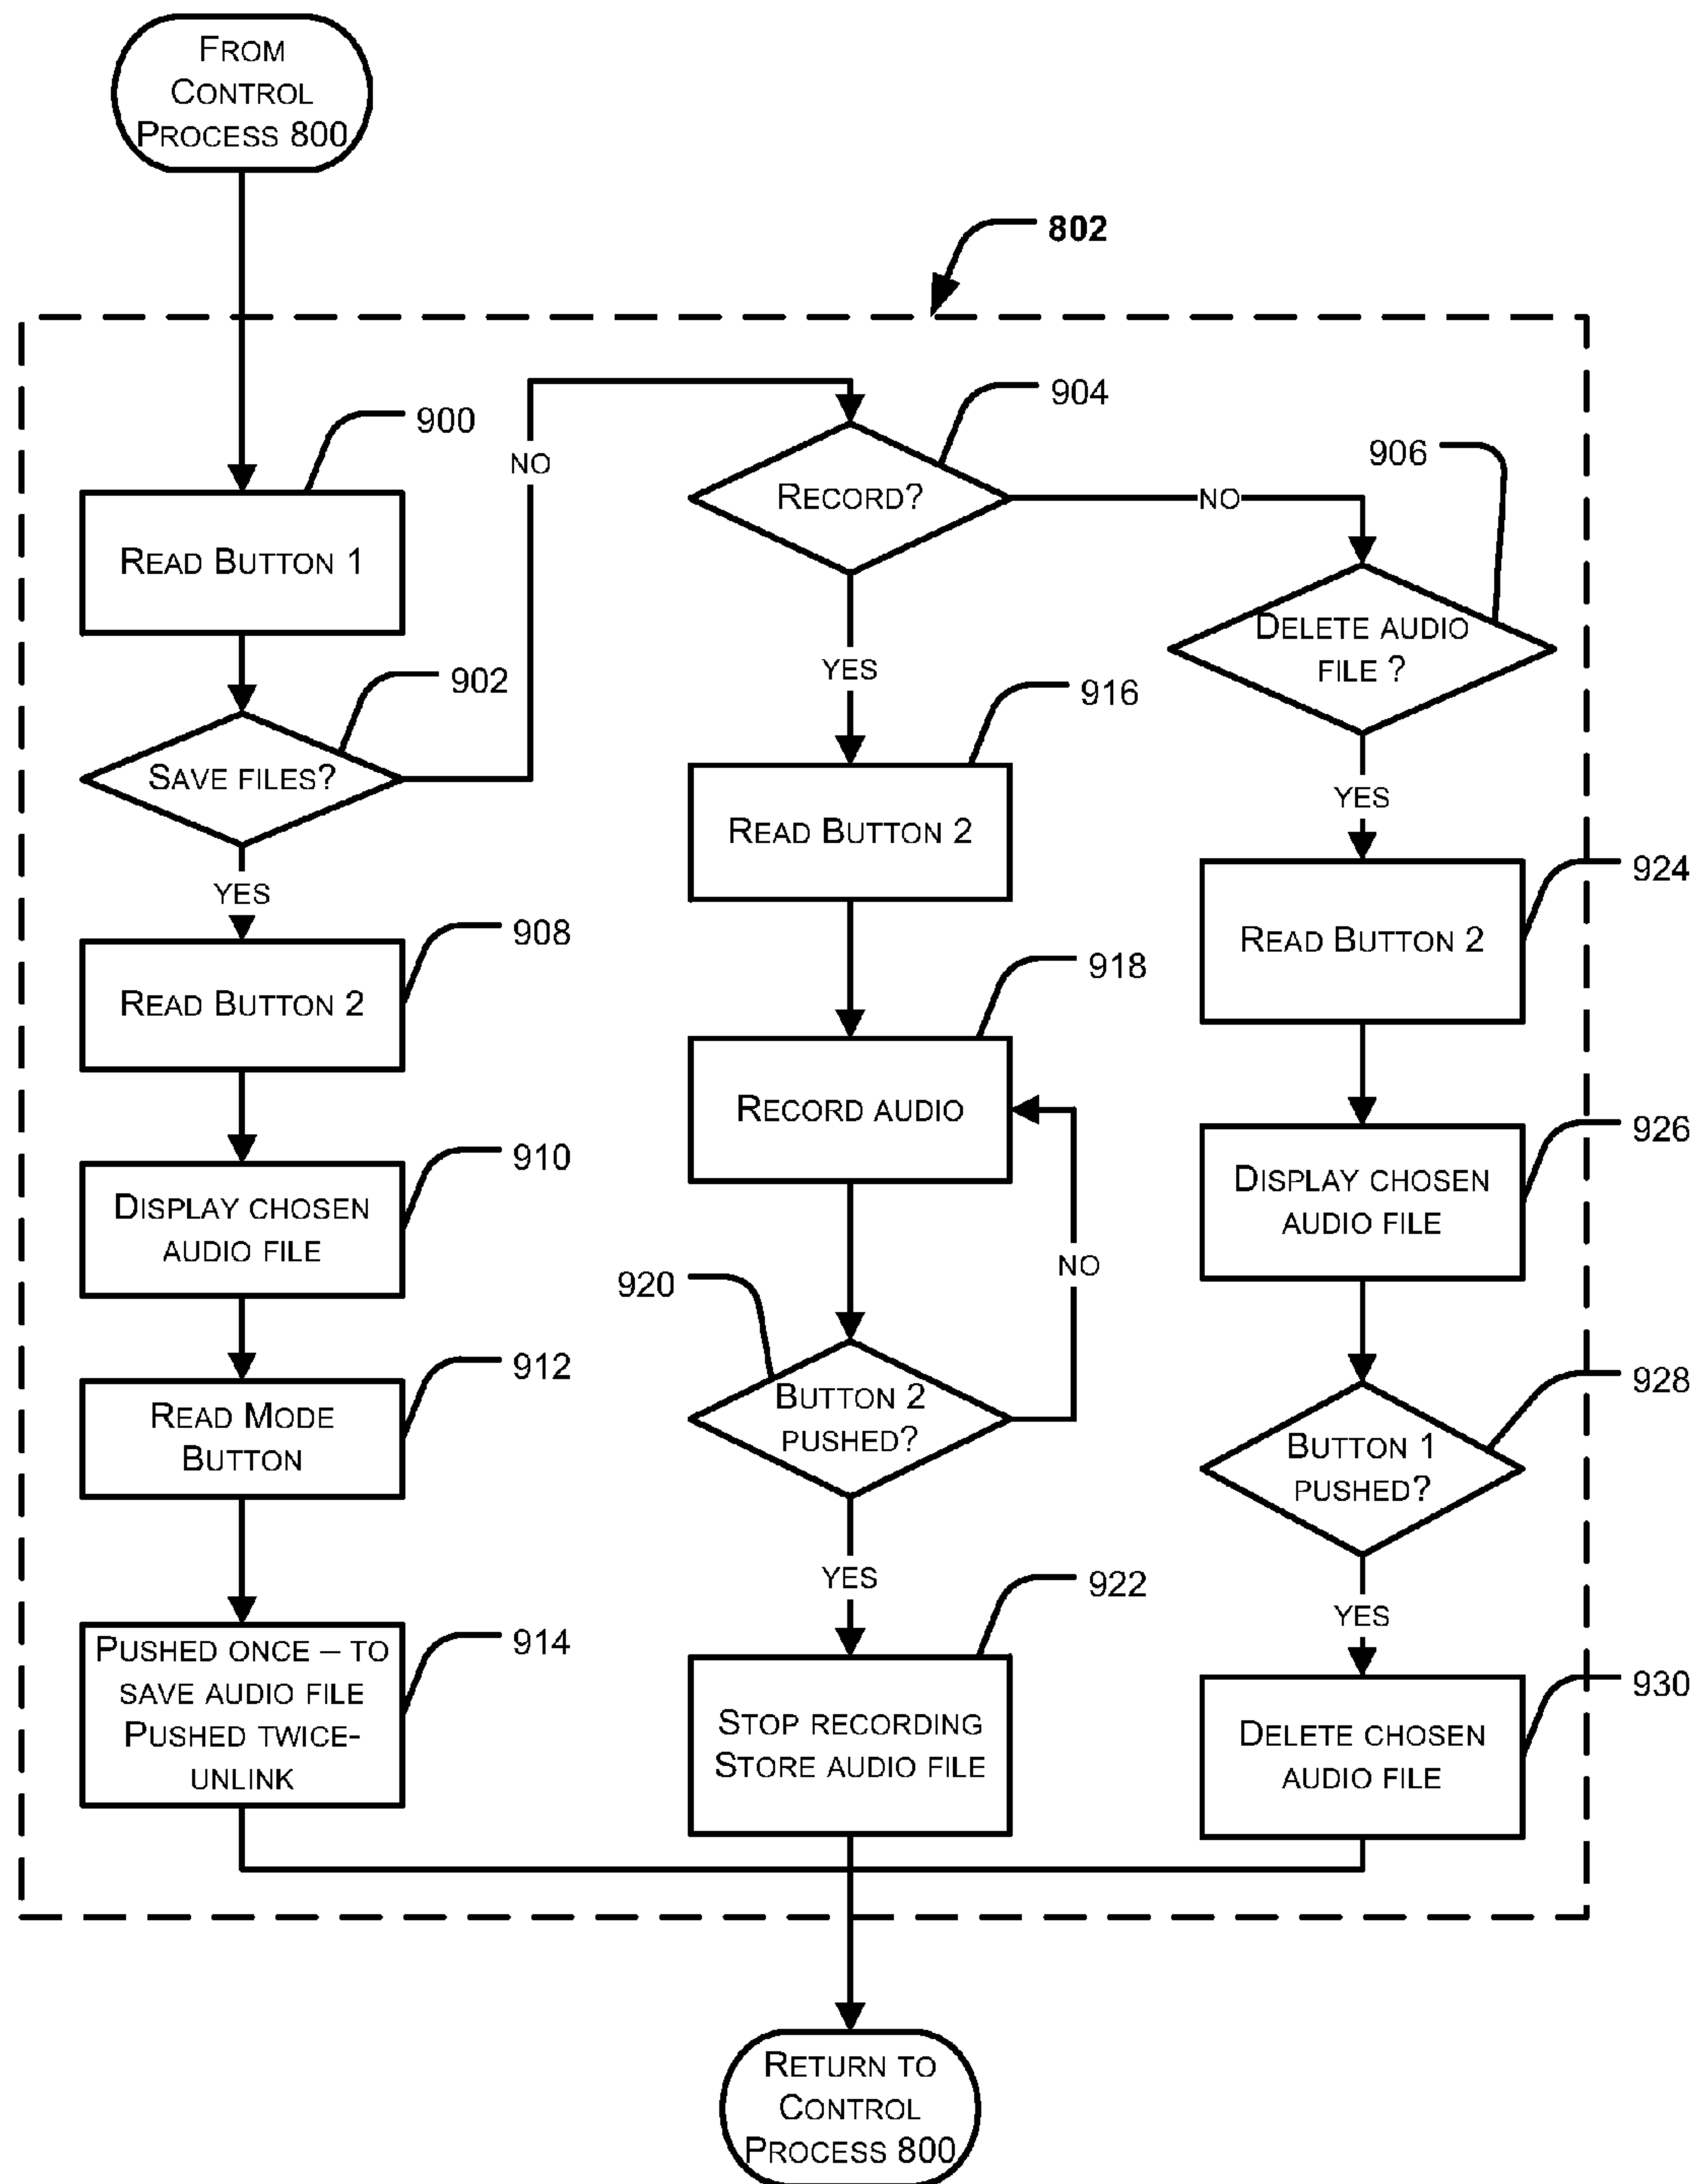 FROM
CONTROL
PROCESS 800
802
900
READ BUTTON 1
902
SAVE FILES?
NO
YES
908
READ BUTTON 2
910
DISPLAY CHOSEN
AUDIO FILE
912
READ MODE
BUTTON
914
PUSHED ONCE – TO
SAVE AUDIO FILE
PUSHED TWICE-
UNLINK
904
RECORD?
NO
YES
916
READ BUTTON 2
918
RECORD AUDIO
920
BUTTON 2
PUSHED?
NO
YES
922
STOP RECORDING
STORE AUDIO FILE
906
DELETE AUDIO
FILE ?
YES
924
READ BUTTON 2
926
DISPLAY CHOSEN
AUDIO FILE
928
BUTTON 1
PUSHED?
YES
930
DELETE CHOSEN
AUDIO FILE
RETURN TO
CONTROL
PROCESS 800